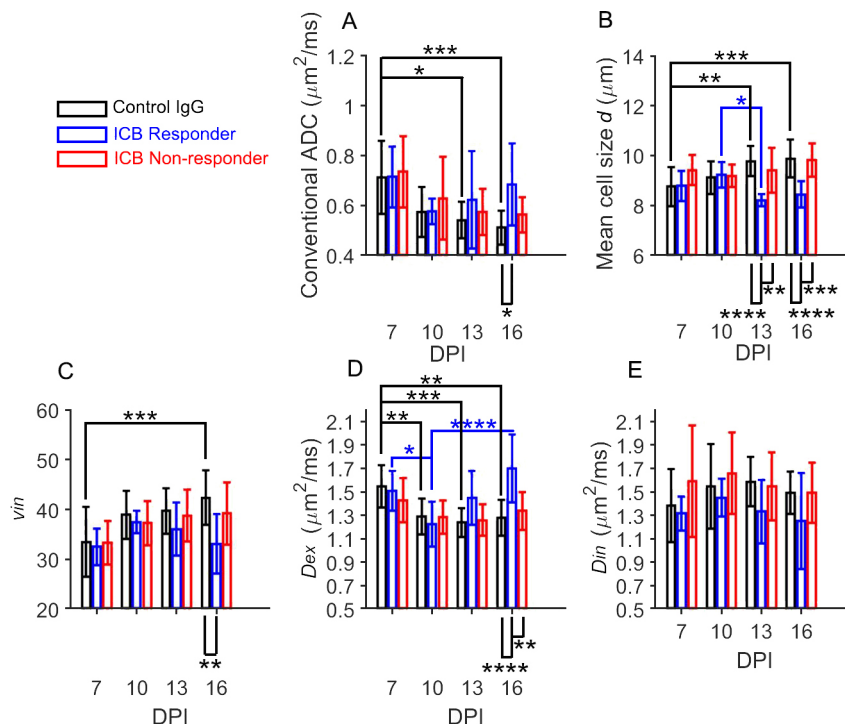 A
B
Control IgG
ICB Responder
ICB Non-responder
Conventional ADC (μm²/ms)
1.2
1
0.8
0.6
0.4
***
*
*
7 10 13 16
DPI
Mean cell size d (μm)
14
12
10
8
6
***
**
*
**
***
**** ****
7 10 13 16
DPI
C
D
E
vin
60
50
40
30
20
***
**
7 10 13 16
DPI
Dex (μm²/ms)
2.1
1.9
1.7
1.5
1.3
1.1
0.9
0.7
0.5
**
***
**
****
*
**
****
7 10 13 16
DPI
Din (μm²/ms)
2.1
1.9
1.7
1.5
1.3
1.1
0.9
0.7
0.5
7 10 13 16
DPI